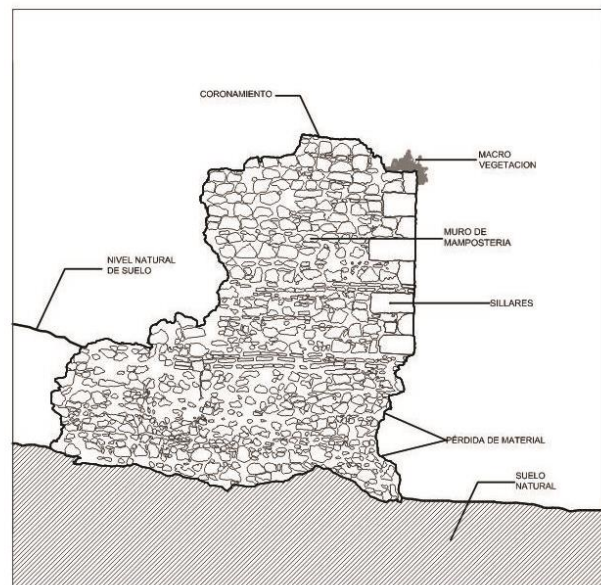 CORONAMIENTO
MACRO
VEGETACION
MURO DE
MAMPOSTERIA
NIVEL NATURAL
DE SUELO
SILLARES
PÉRDIDA DE MATERIAL
SUELO
NATURAL